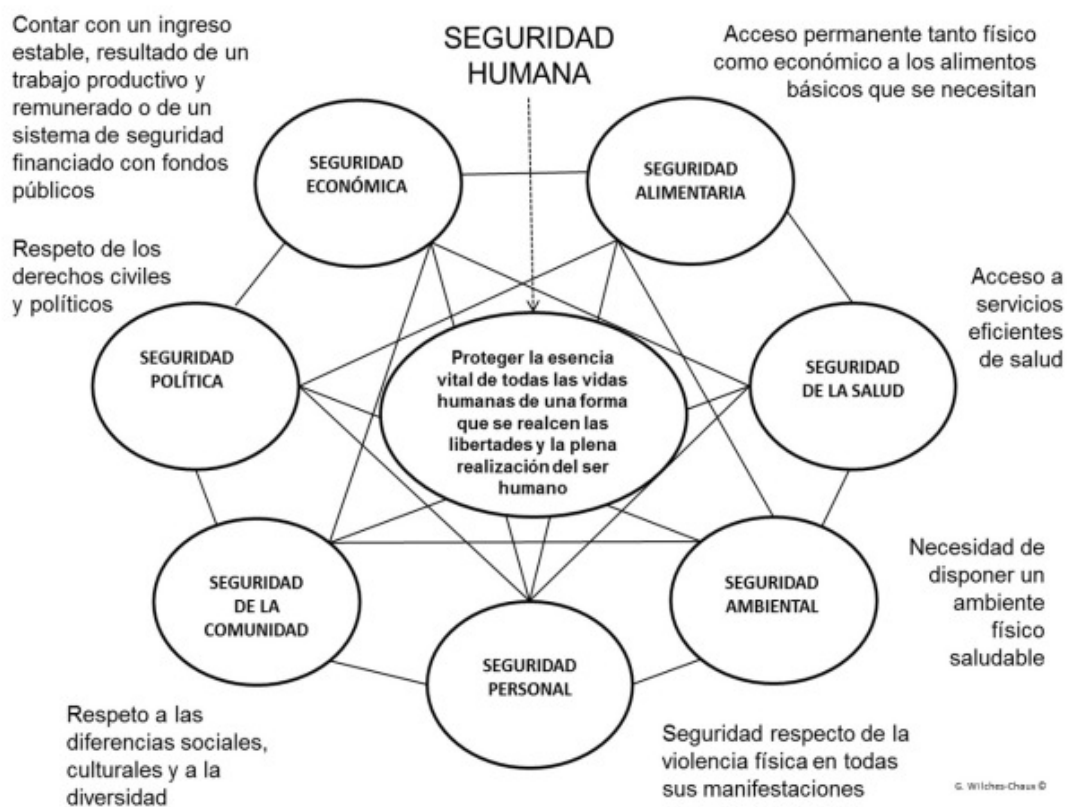 SEGURIDAD
HUMANA
Contar con un ingreso
estable, resultado de un
trabajo productivo y
remunerado o de un
sistema de seguridad
financiado con fondos
públicos
SEGURIDAD
ECONÓMICA
Acceso permanente tanto físico
como económico a los alimentos
básicos que se necesitan
SEGURIDAD
ALIMENTARIA
Respeto de los
derechos civiles
y políticos
SEGURIDAD
POLÍTICA
Proteger la esencia
vital de todas las vidas
humanas de una forma
que se realcen las
libertades y la plena
realización del ser
humano
Acceso a
servicios
eficientes
de salud
SEGURIDAD
DE LA SALUD
SEGURIDAD
DE LA
COMUNIDAD
Respeto a las
diferencias sociales,
culturales y a la
diversidad
SEGURIDAD
PERSONAL
Seguridad respecto de la
violencia física en todas
sus manifestaciones
SEGURIDAD
AMBIENTAL
Necesidad de
disponer un
ambiente
físico
saludable
G. Wilches-Chaux ©